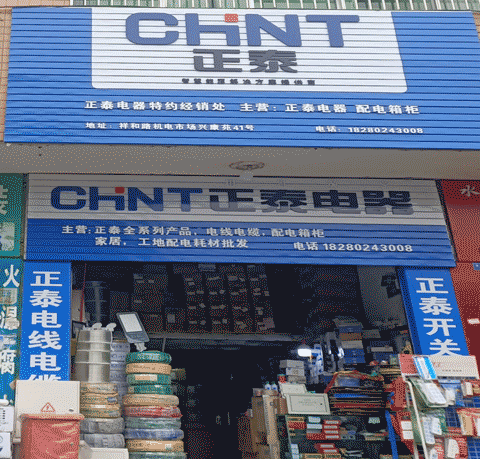 CHNT
正泰
正泰电器特约经销处 主营：正泰电器 配电箱柜
地址：祥和路机电市场兴康苑41号 电话：18280243008
CHNT正泰电器
主营：正泰全系列产品，电线电缆，配电箱柜
家居，工地配电耗材批发 电话 18280243008
正泰电线电缆
正泰开关
水
火